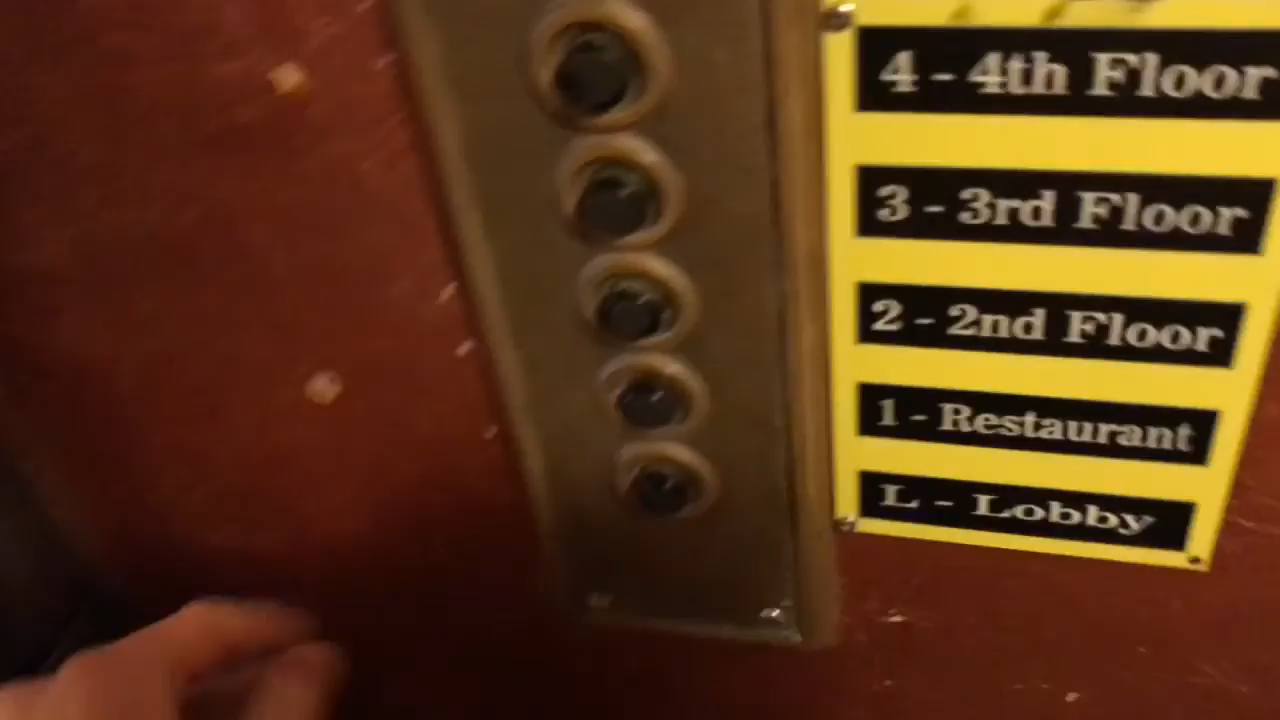 4 - 4th Floor
3 - 3rd Floor
2 - 2nd Floor
1 - Restaurant
L - Lobby